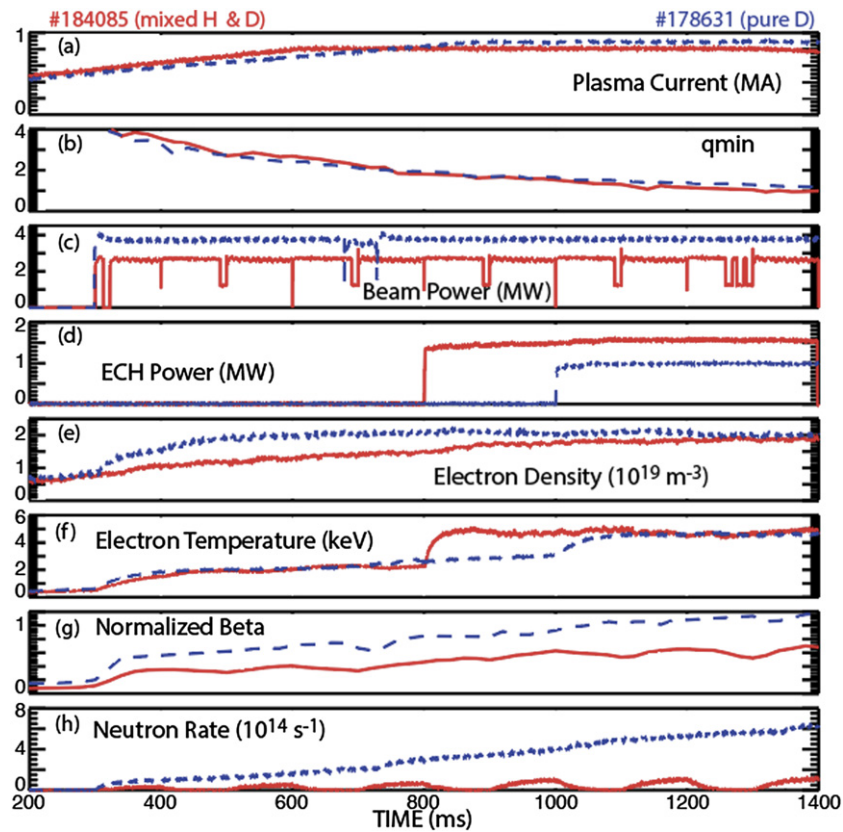 #184085 (mixed H & D) #178631 (pure D)
1
(a)
Plasma Current (MA)
0
4
(b)
qmin
2
0
4
(c)
2
Beam Power (MW)
0
2
(d)
1
ECH Power (MW)
0
2
(e)
1
Electron Density (10¹⁹ m⁻³)
0
6
(f)
4
Electron Temperature (keV)
2
0
1
(g) Normalized Beta
0
8
(h) Neutron Rate (10¹⁴ s⁻¹)
4
0
200 400 600 800 1000 1200 1400
TIME (ms)